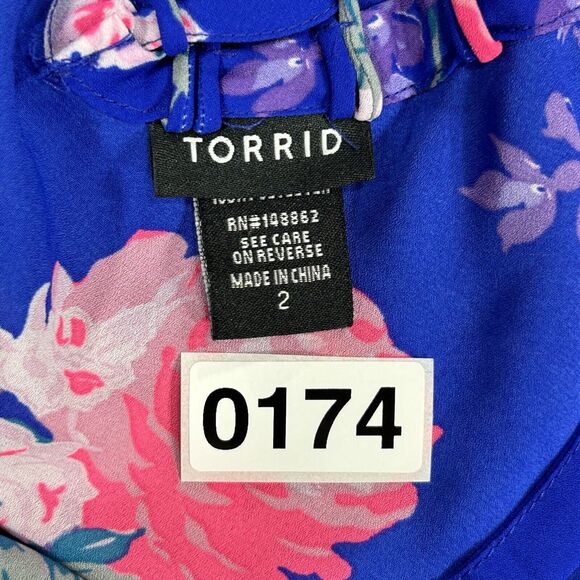 TORRID
RN#148862
SEE CARE
ON REVERSE
MADE IN CHINA
2
0174